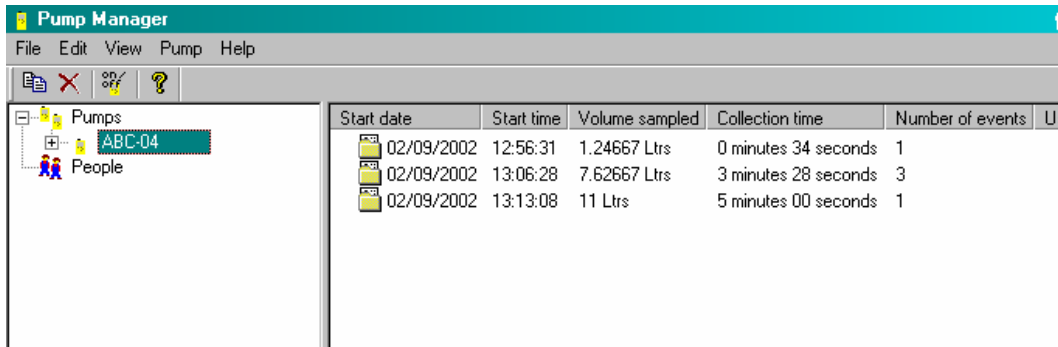 Pump Manager
File Edit View Pump Help
ON/ OFF ?
Pumps
ABC-04
People
Start date Start time Volume sampled Collection time Number of events U
02/09/2002 12:56:31 1.24667 Ltrs 0 minutes 34 seconds 1
02/09/2002 13:06:28 7.62667 Ltrs 3 minutes 28 seconds 3
02/09/2002 13:13:08 11 Ltrs 5 minutes 00 seconds 1